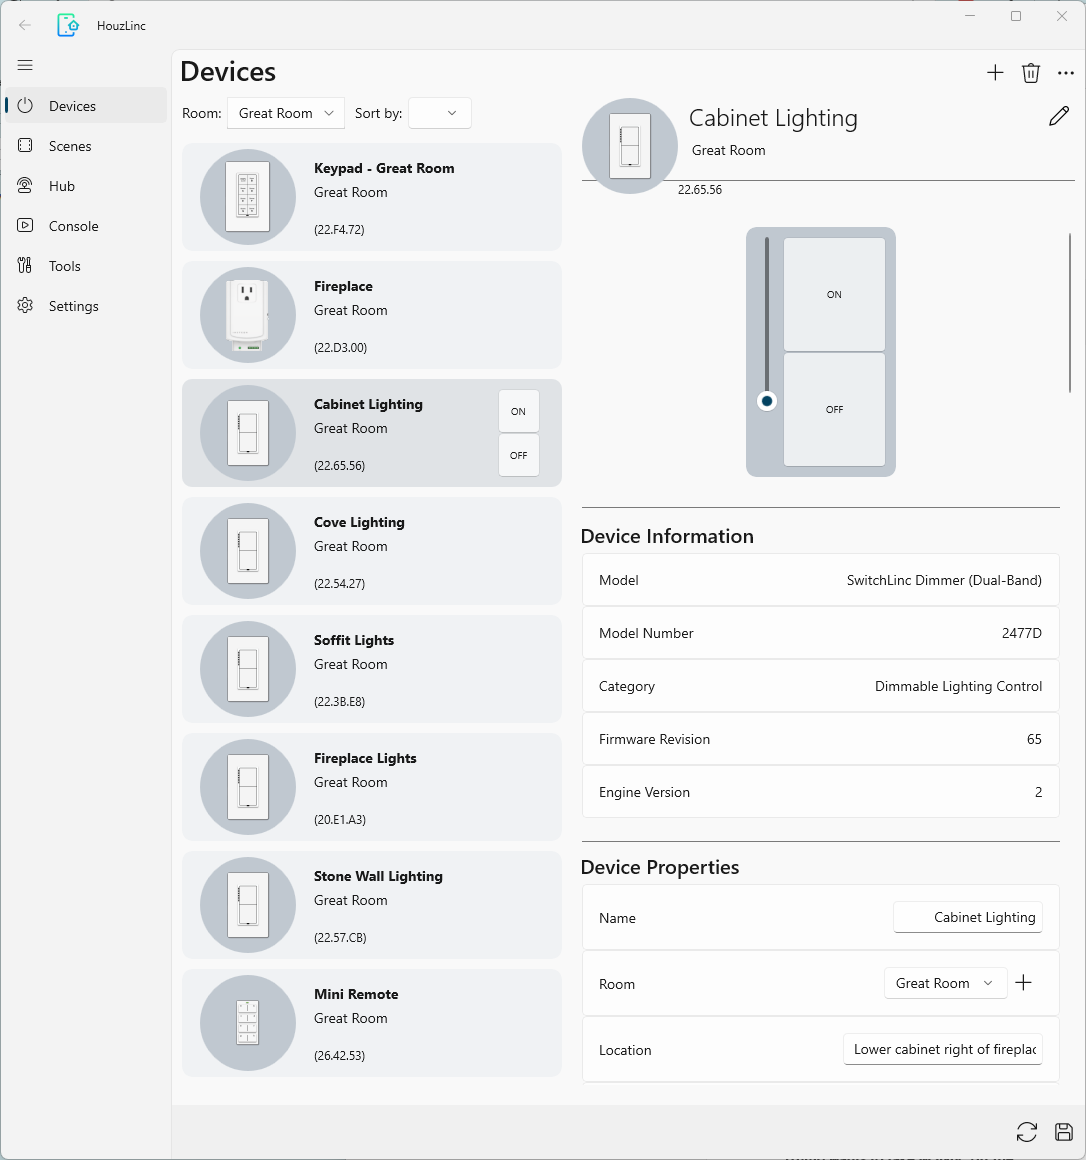 HouzLinc
Devices
Scenes
Hub
Console
Tools
Settings
Devices
Room: Great Room Sort by:
Keypad - Great Room
Great Room
(22.F4.72)
Fireplace
Great Room
(22.D3.00)
Cabinet Lighting
Great Room
(22.65.56)
ON
OFF
Cove Lighting
Great Room
(22.54.27)
Soffit Lights
Great Room
(22.3B.E8)
Fireplace Lights
Great Room
(20.E1.A3)
Stone Wall Lighting
Great Room
(22.57.CB)
Mini Remote
Great Room
(26.42.53)
Cabinet Lighting
Great Room
22.65.56
ON
OFF
Device Information
Model SwitchLinc Dimmer (Dual-Band)
Model Number 2477D
Category Dimmable Lighting Control
Firmware Revision 65
Engine Version 2
Device Properties
Name Cabinet Lighting
Room Great Room
Location Lower cabinet right of fireplac